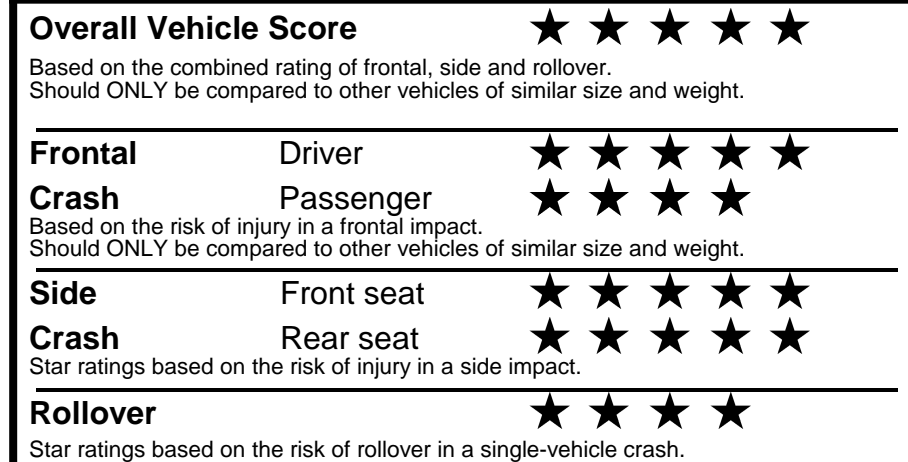 Overall Vehicle Score ★ ★ ★ ★ ★
Based on the combined rating of frontal, side and rollover.
Should ONLY be compared to other vehicles of similar size and weight.
Frontal Driver ★ ★ ★ ★ ★
Crash Passenger ★ ★ ★ ★
Based on the risk of injury in a frontal impact.
Should ONLY be compared to other vehicles of similar size and weight.
Side Front seat ★ ★ ★ ★ ★
Crash Rear seat ★ ★ ★ ★ ★
Star ratings based on the risk of injury in a side impact.
Rollover ★ ★ ★ ★
Star ratings based on the risk of rollover in a single-vehicle crash.